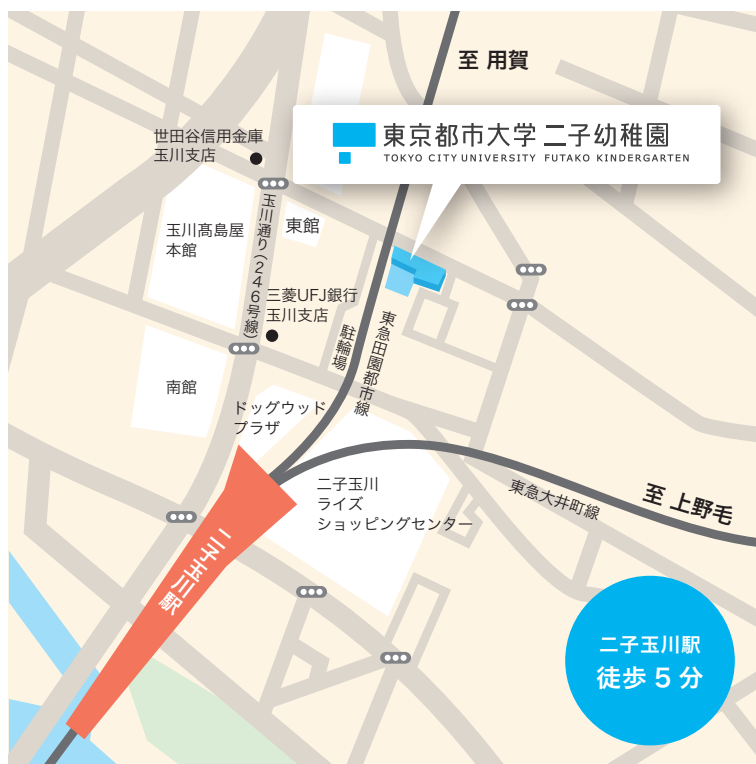 至 用賀
東京都市大学 二子幼稚園
TOKYO CITY UNIVERSITY FUTAKO KINDERGARTEN
世田谷信用金庫
玉川支店
玉川通り(246号線)
東館
玉川髙島屋
本館
三菱UFJ銀行
玉川支店
駐輪場
東急田園都市線
南館
ドッグウッド
プラザ
二子玉川
ライズ
ショッピングセンター
東急大井町線
至 上野毛
二子玉川駅
二子玉川駅
徒歩 5 分